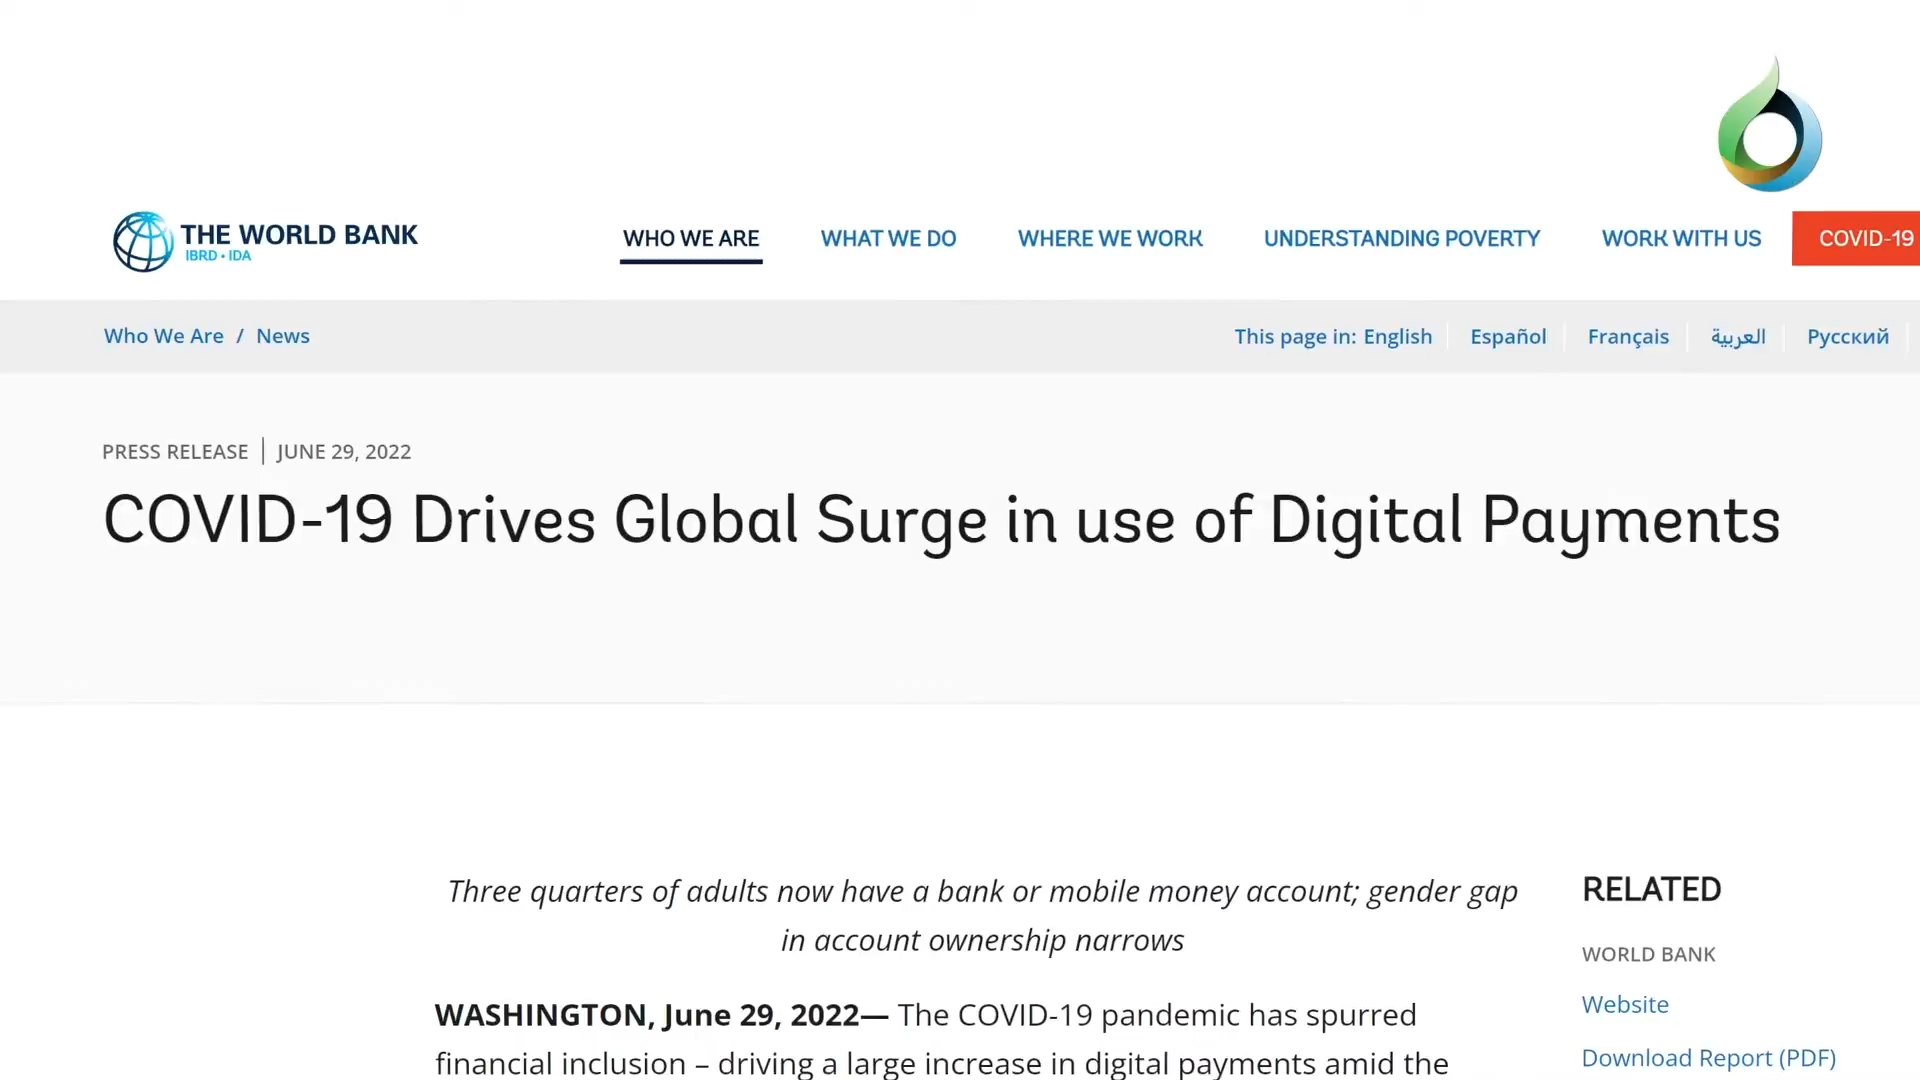 THE WORLD BANK
IBRD • IDA
WHO WE ARE
WHAT WE DO
WHERE WE WORK
UNDERSTANDING POVERTY
WORK WITH US
COVID-19
Who We Are / News
This page in: English Español Français العربية Русский
PRESS RELEASE | JUNE 29, 2022
COVID-19 Drives Global Surge in use of Digital Payments
Three quarters of adults now have a bank or mobile money account; gender gap
in account ownership narrows
WASHINGTON, June 29, 2022— The COVID-19 pandemic has spurred
financial inclusion – driving a large increase in digital payments amid the
RELATED
WORLD BANK
Website
Download Report (PDF)